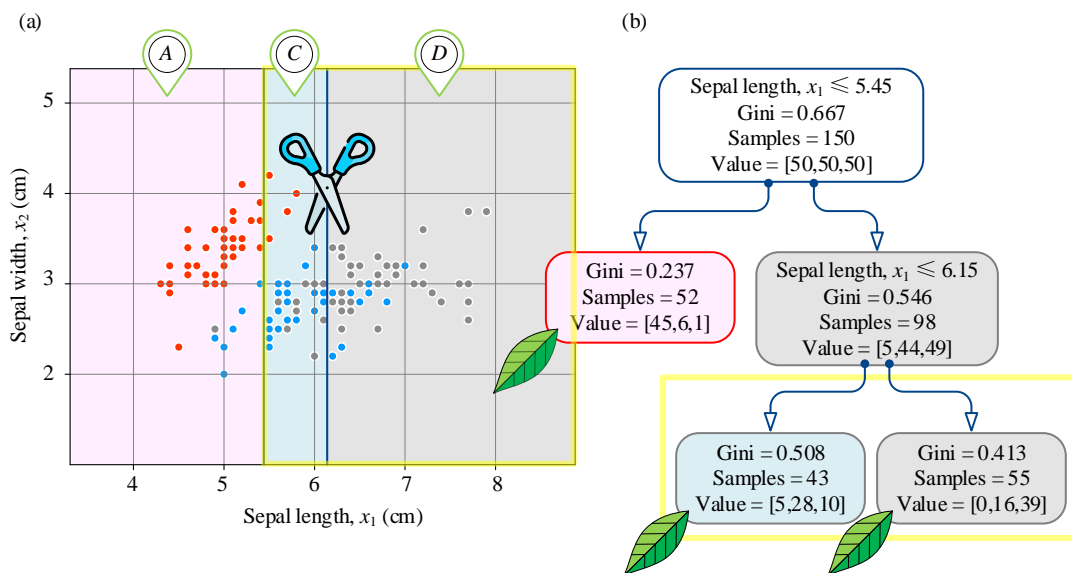 (a)
A
C
D
5
4
3
2
4
5
6
7
8
Sepal width, x2 (cm)
Sepal length, x1 (cm)
(b)
Sepal length, x1 ⩽ 5.45
Gini = 0.667
Samples = 150
Value = [50,50,50]
Gini = 0.237
Samples = 52
Value = [45,6,1]
Sepal length, x1 ⩽ 6.15
Gini = 0.546
Samples = 98
Value = [5,44,49]
Gini = 0.508
Samples = 43
Value = [5,28,10]
Gini = 0.413
Samples = 55
Value = [0,16,39]